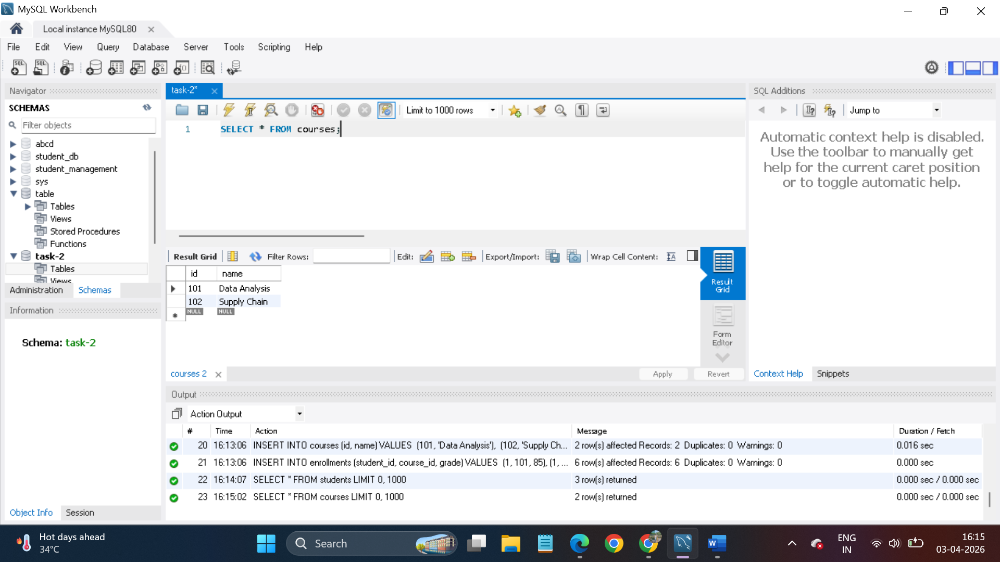 MySQL Workbench
Local instance MySQL80
File Edit View Query Database Server Tools Scripting Help
Navigator
SCHEMAS
Filter objects
abcd
student_db
student_management
sys
table
Tables
Views
Stored Procedures
Functions
task-2
Tables
Views
Administration Schemas
Information
Schema: task-2
Object Info Session
task-2*
Limit to 1000 rows
1 SELECT * FROM courses;
Result Grid Filter Rows: Edit: Export/Import: Wrap Cell Content:
id name
101 Data Analysis
102 Supply Chain
NULL NULL
Result Grid
Form Editor
courses 2
Apply Revert
SQL Additions
Jump to
Automatic context help is disabled.
Use the toolbar to manually get
help for the current caret position
or to toggle automatic help.
Context Help Snippets
Output
Action Output
# Time Action Message Duration / Fetch
20 16:13:06 INSERT INTO courses (id, name) VALUES (101, 'Data Analysis'), (102, 'Supply Ch... 2 row(s) affected Records: 2 Duplicates: 0 Warnings: 0 0.016 sec
21 16:13:06 INSERT INTO enrollments (student_id, course_id, grade) VALUES (1, 101, 85), (1, ... 6 row(s) affected Records: 6 Duplicates: 0 Warnings: 0 0.000 sec
22 16:14:07 SELECT * FROM students LIMIT 0, 1000 3 row(s) returned 0.000 sec / 0.000 sec
23 16:15:02 SELECT * FROM courses LIMIT 0, 1000 2 row(s) returned 0.000 sec / 0.000 sec
Hot days ahead
34°C
Search
ENG
IN
16:15
03-04-2026